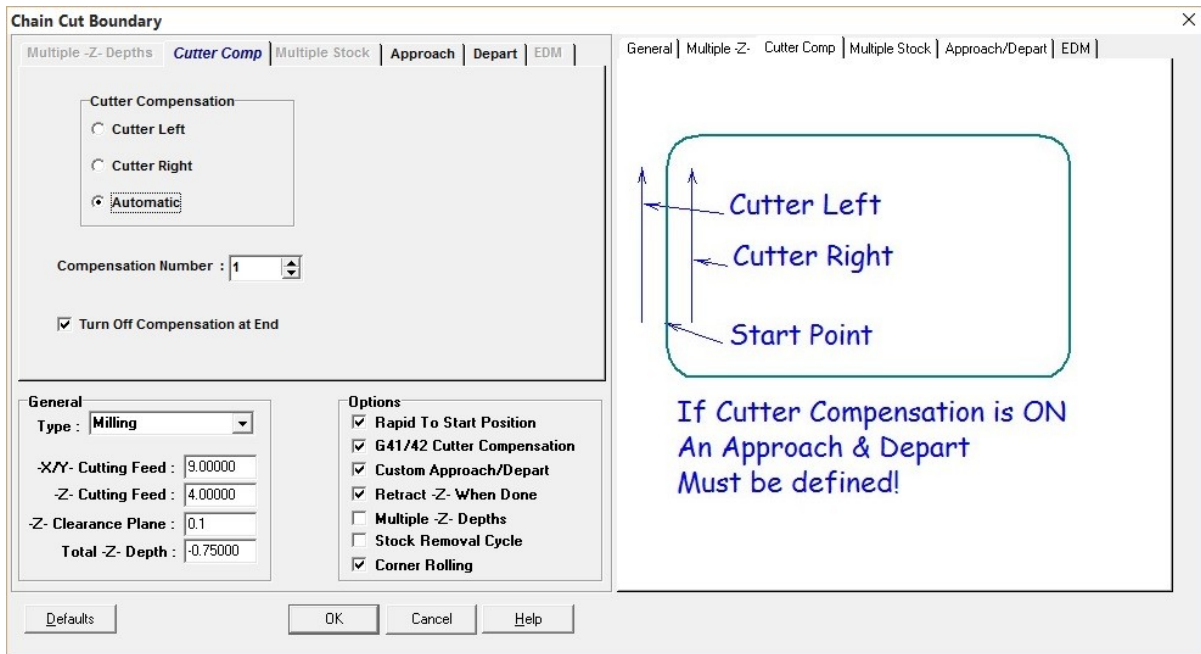 Chain Cut Boundary
Multiple -Z- Depths Cutter Comp Multiple Stock Approach Depart EDM
Cutter Compensation
Cutter Left
Cutter Right
Automatic
Compensation Number : 1
Turn Off Compensation at End
General
Type : Milling
-X/Y- Cutting Feed : 9.00000
-Z- Cutting Feed : 4.00000
-Z- Clearance Plane : 0.1
Total -Z- Depth : -0.75000
Options
Rapid To Start Position
G41/42 Cutter Compensation
Custom Approach/Depart
Retract -Z- When Done
Multiple -Z- Depths
Stock Removal Cycle
Corner Rolling
Defaults OK Cancel Help
General Multiple -Z- Cutter Comp Multiple Stock Approach/Depart EDM
Cutter Left
Cutter Right
Start Point
If Cutter Compensation is ON
An Approach & Depart
Must be defined!